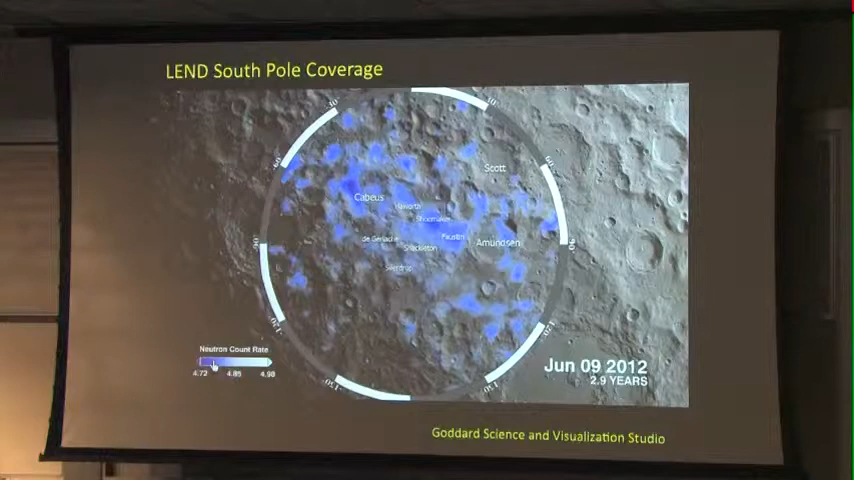 LEND South Pole Coverage
Scott
Cabeus
Haworth
Shoemaker
Faustini
de Gerlache
Amundsen
Shackleton
Neutron Count Rate
4.72 4.85 4.98
Jun 09 2012
2.9 YEARS
Goddard Science and Visualization Studio